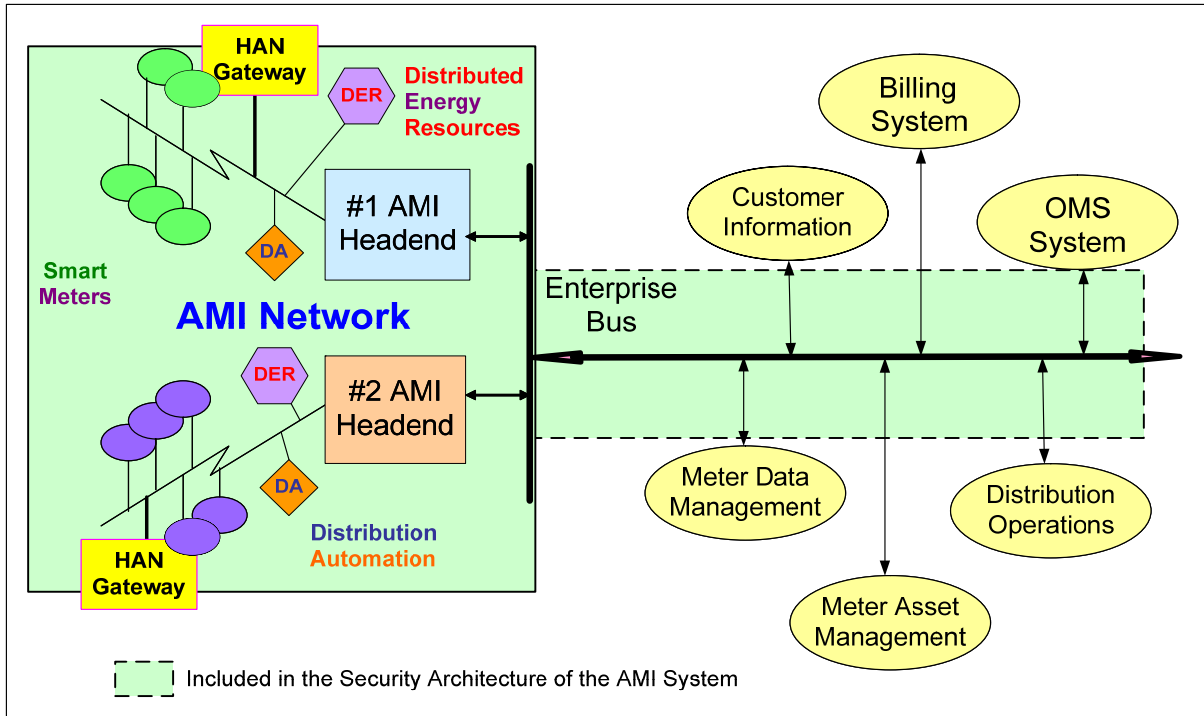 HAN
Gateway
DER
Distributed
Energy
Resources
Billing
System
#1 AMI
Headend
Customer
Information
OMS
System
DA
Smart
Meters
AMI Network
Enterprise
Bus
DER
#2 AMI
Headend
DA
Meter Data
Management
Distribution
Operations
Distribution
Automation
HAN
Gateway
Meter Asset
Management
Included in the Security Architecture of the AMI System